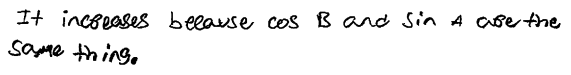 It increases because cos B and sin A are the
same thing.